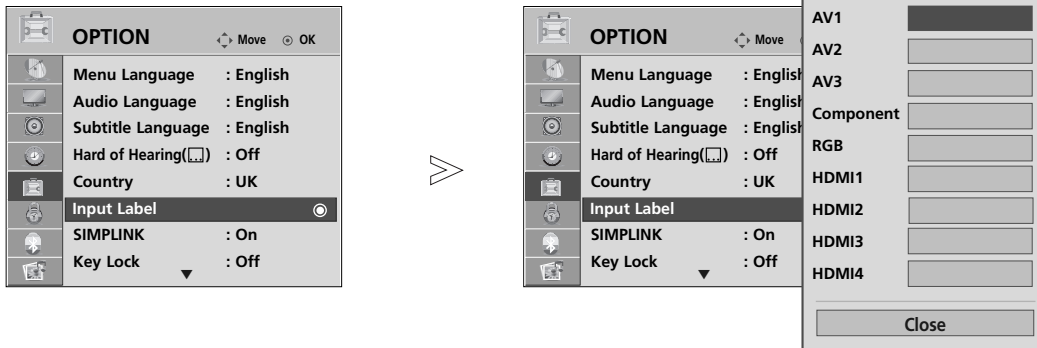 OPTION Move OK
Menu Language : English
Audio Language : English
Subtitle Language : English
Hard of Hearing( ) : Off
Country : UK
Input Label
SIMPLINK : On
Key Lock : Off
OPTION Move
Menu Language : English
Audio Language : English
Subtitle Language : English
Hard of Hearing( ) : Off
Country : UK
Input Label
SIMPLINK : On
Key Lock : Off
AV1
AV2
AV3
Component
RGB
HDMI1
HDMI2
HDMI3
HDMI4
Close